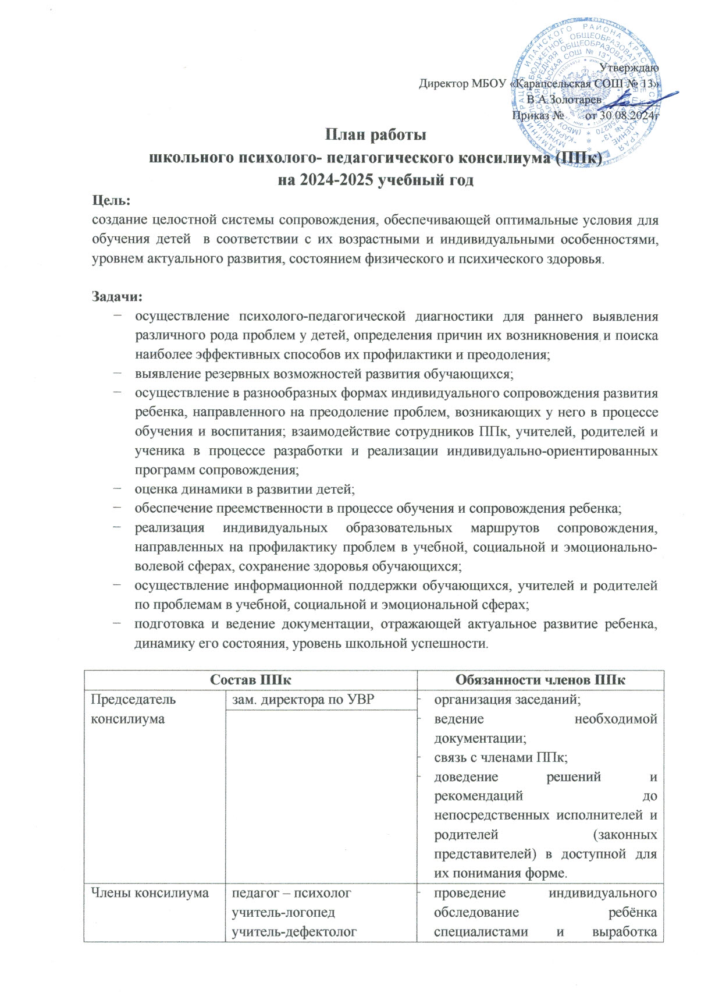 Утверждаю
Директор МБОУ «Карапсельская СОШ № 13»
В.А.Золотарев
Приказ № от 30.08.2024г
План работы
школьного психолого- педагогического консилиума (ППк)
на 2024-2025 учебный год
Цель:
создание целостной системы сопровождения, обеспечивающей оптимальные условия для
обучения детей в соответствии с их возрастными и индивидуальными особенностями,
уровнем актуального развития, состоянием физического и психического здоровья.
Задачи:
− осуществление психолого-педагогической диагностики для раннего выявления
различного рода проблем у детей, определения причин их возникновения и поиска
наиболее эффективных способов их профилактики и преодоления;
− выявление резервных возможностей развития обучающихся;
− осуществление в разнообразных формах индивидуального сопровождения развития
ребенка, направленного на преодоление проблем, возникающих у него в процессе
обучения и воспитания; взаимодействие сотрудников ППк, учителей, родителей и
ученика в процессе разработки и реализации индивидуально-ориентированных
программ сопровождения;
− оценка динамики в развитии детей;
− обеспечение преемственности в процессе обучения и сопровождения ребенка;
− реализация индивидуальных образовательных маршрутов сопровождения,
направленных на профилактику проблем в учебной, социальной и эмоционально-
волевой сферах, сохранение здоровья обучающихся;
− осуществление информационной поддержки обучающихся, учителей и родителей
по проблемам в учебной, социальной и эмоциональной сферах;
− подготовка и ведение документации, отражающей актуальное развитие ребенка,
динамику его состояния, уровень школьной успешности.
Состав ППк Обязанности членов ППк
Председатель
консилиума
зам. директора по УВР
- организация заседаний;
- ведение необходимой
документации;
- связь с членами ППк;
- доведение решений и
рекомендаций до
непосредственных исполнителей и
родителей (законных
представителей) в доступной для
их понимания форме.
Члены консилиума
педагог – психолог
учитель-логопед
учитель-дефектолог
- проведение индивидуального
обследование ребёнка
специалистами и выработка